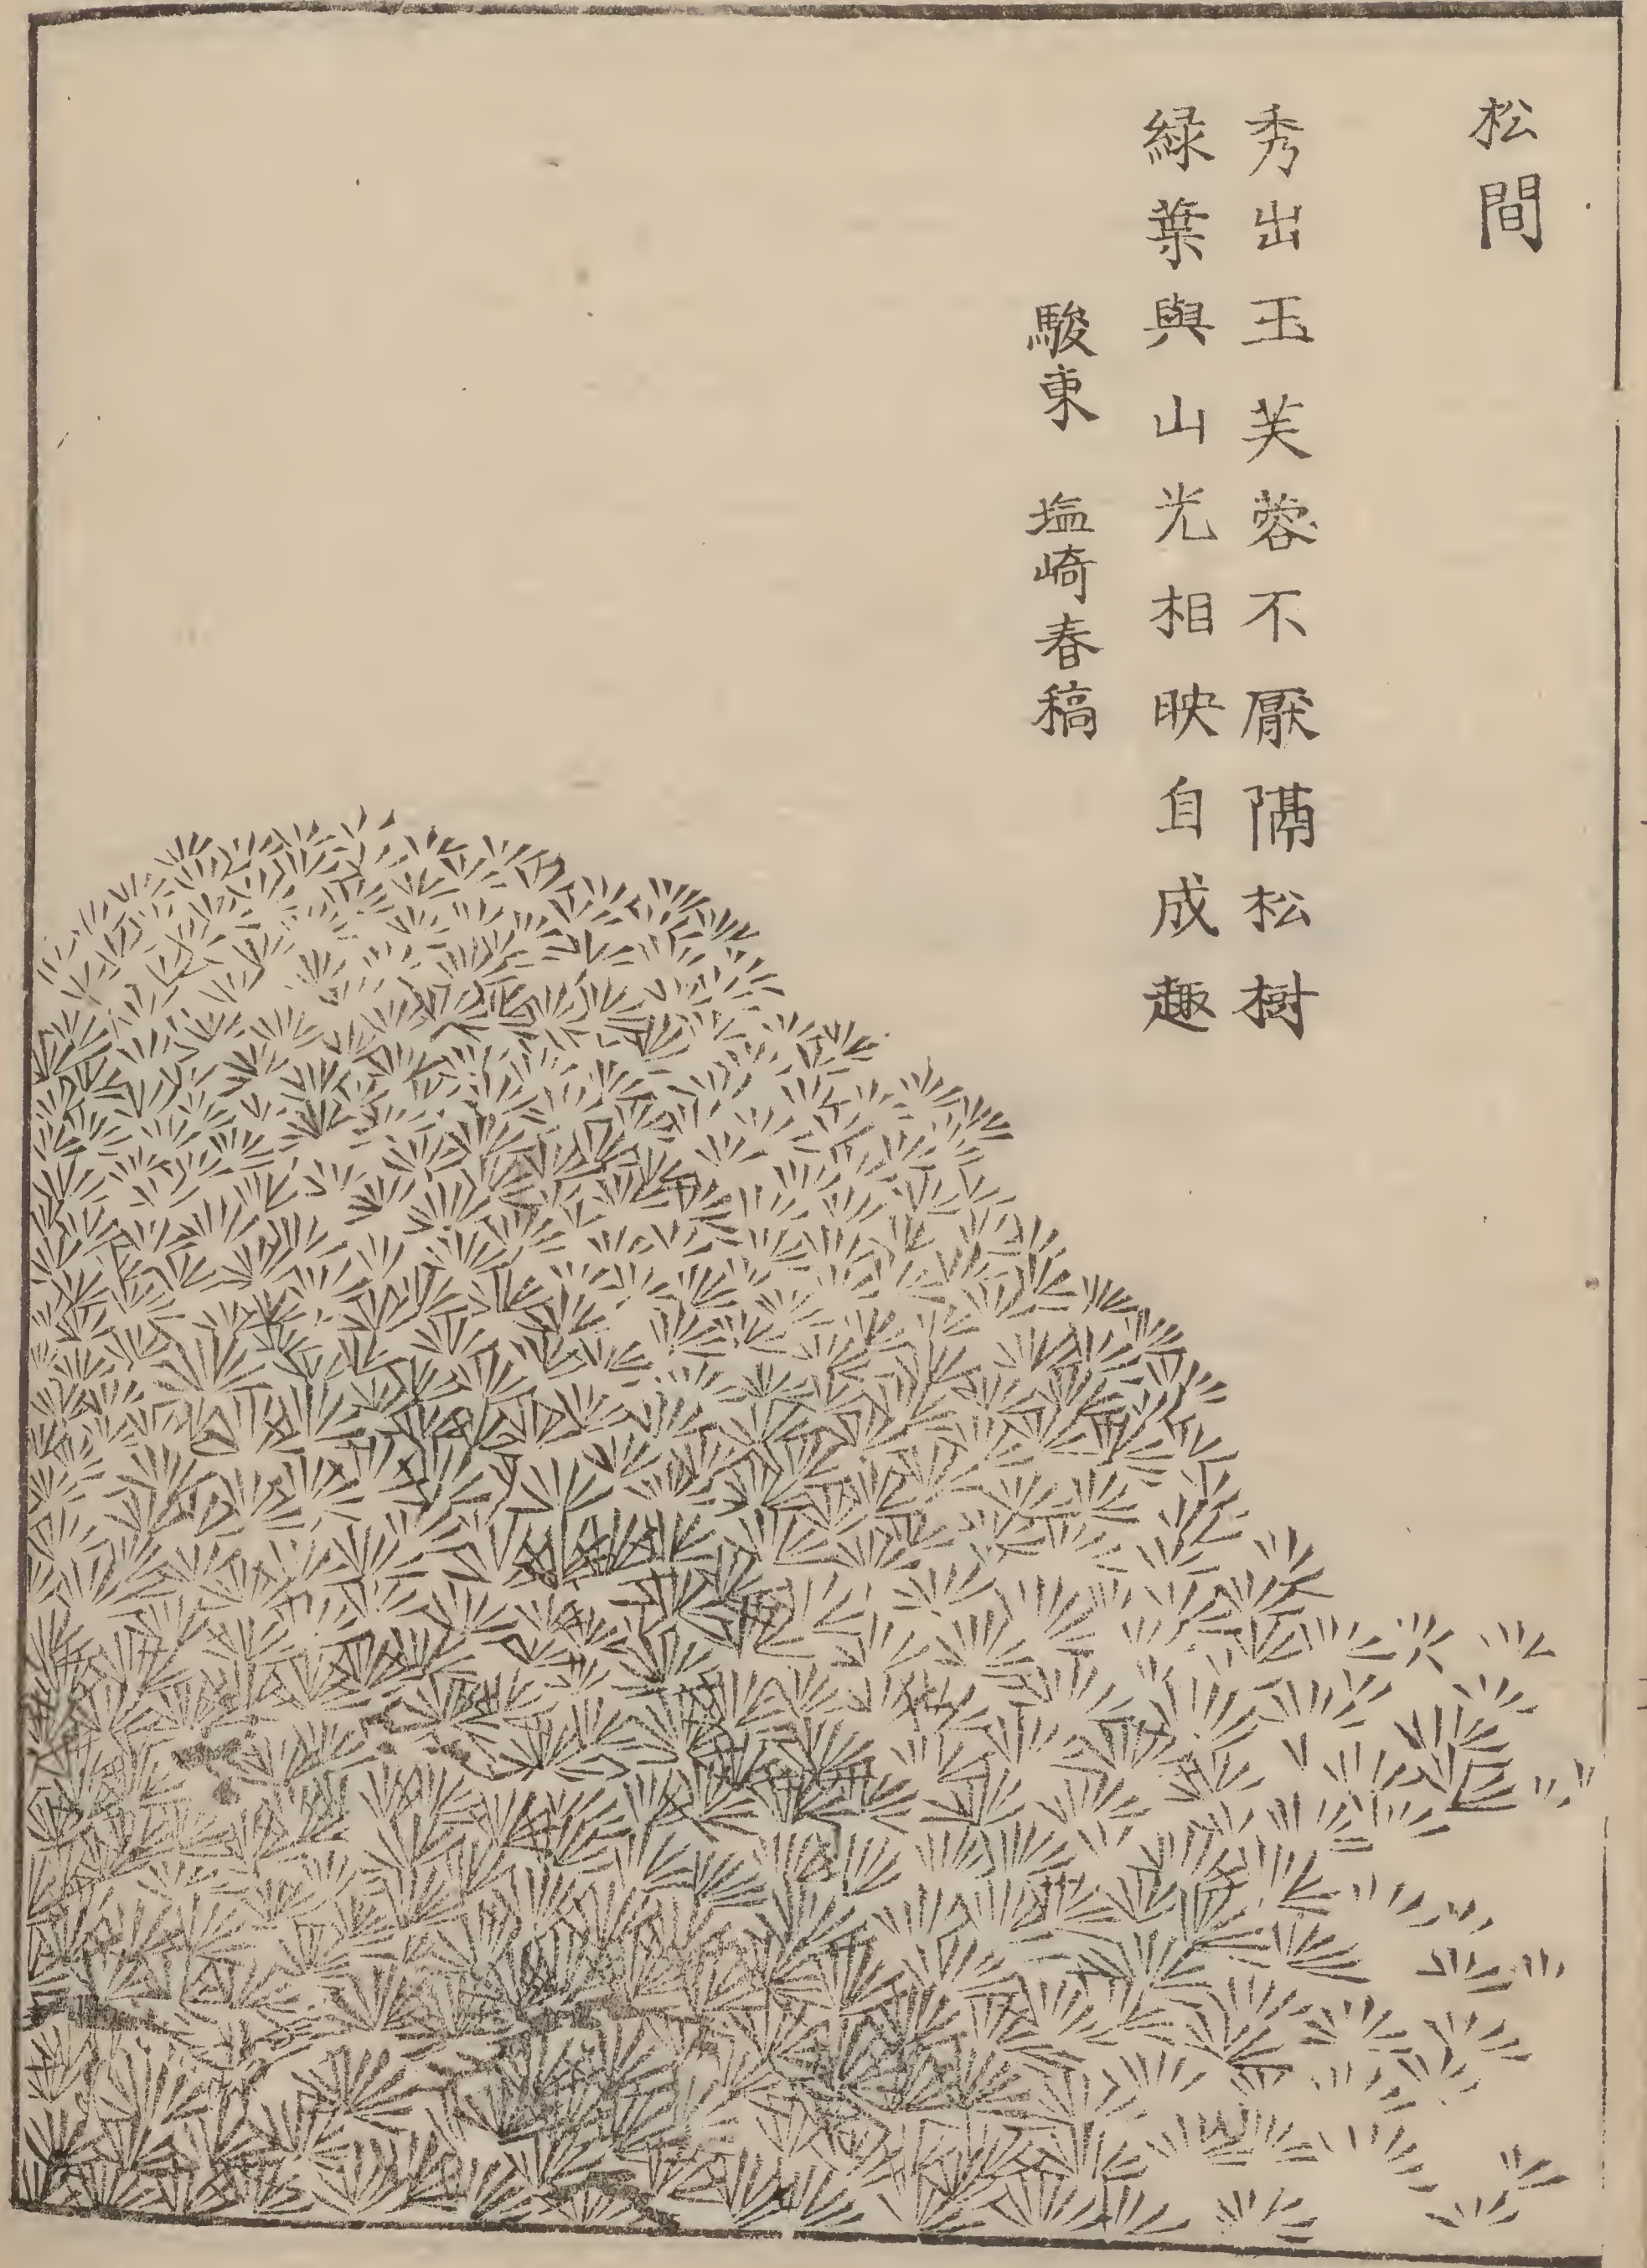 松間
秀出玉芙蓉不厭隔松樹
緑葉與山光相映自成趣
駿東 塩崎春稿